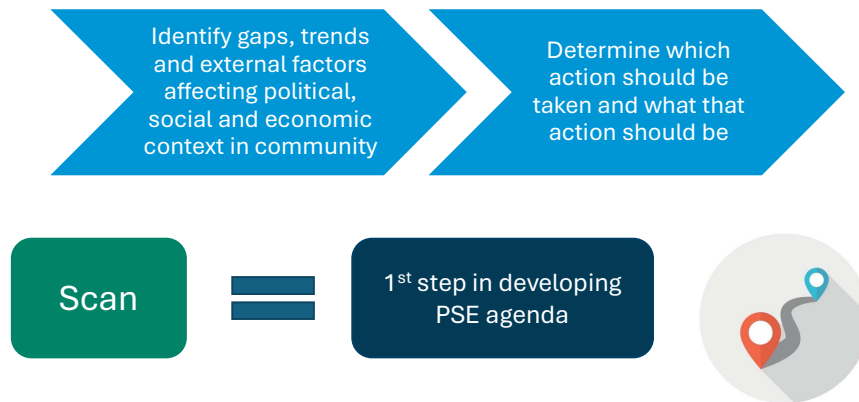 Identify gaps, trends
and external factors
affecting political,
social and economic
context in community
Determine which
action should be
taken and what that
action should be
Scan
1st step in developing
PSE agenda